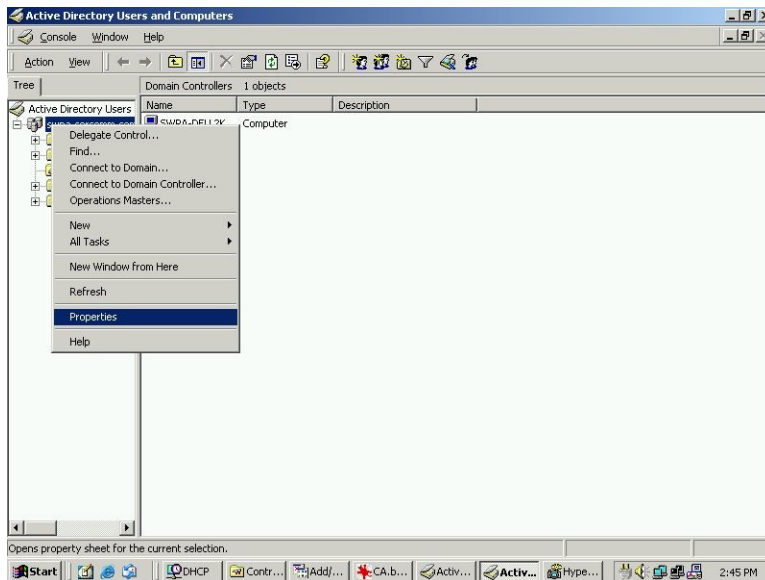 Active Directory Users and Computers
Console Window Help
Action View
Tree
Domain Controllers 1 objects
Active Directory Users
Name Type Description
SWPA-DELL2K Computer
Delegate Control...
Find...
Connect to Domain...
Connect to Domain Controller...
Operations Masters...
New
All Tasks
New Window from Here
Refresh
Properties
Help
Opens property sheet for the current selection.
Start DHCP Contr... Add/... CA.b... Activ... Activ... Hype... 2:45 PM